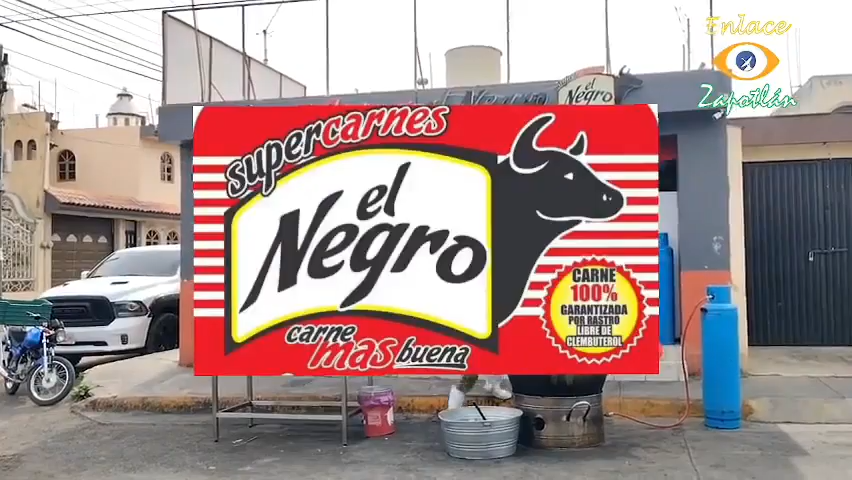 Enlace
Zapotlán
el
Negro
supercarnes
el
Negro
carne
mas buena
CARNE
100%
GARANTIZADA
POR RASTRO
LIBRE DE
CLEMBUTEROL